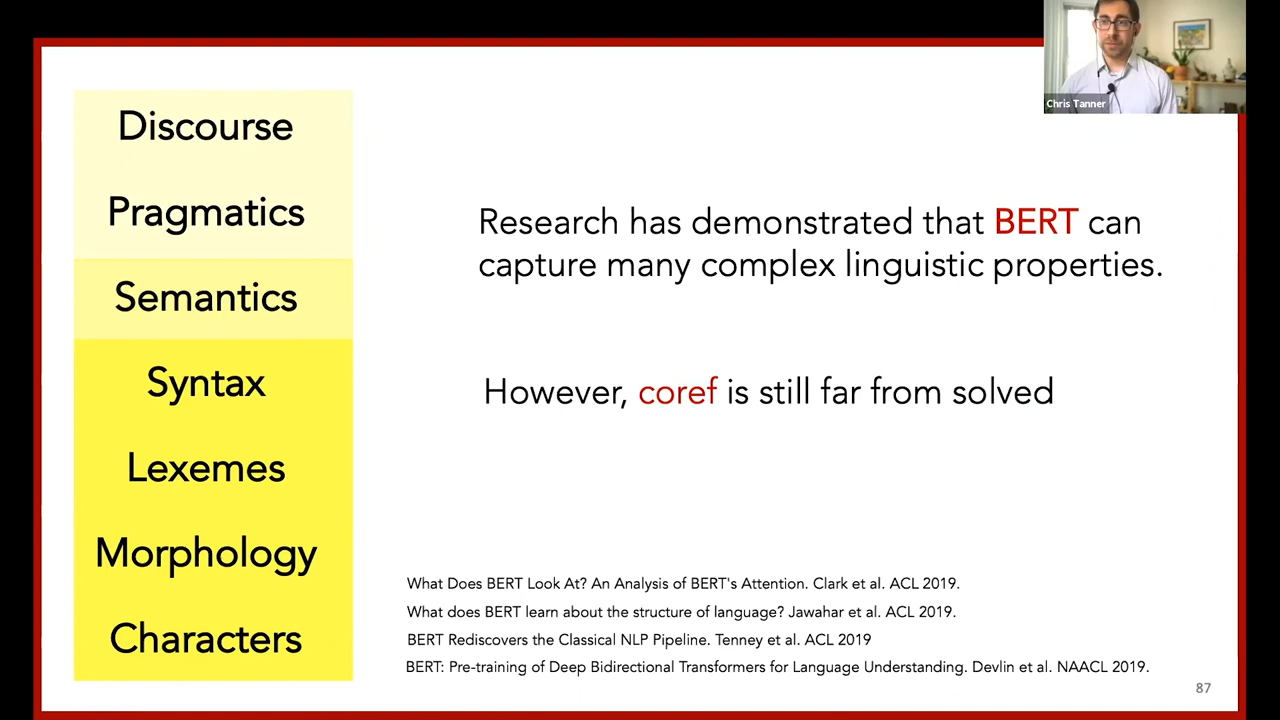 Chris Tanner
Discourse
Pragmatics
Semantics
Syntax
Lexemes
Morphology
Characters
Research has demonstrated that BERT can
capture many complex linguistic properties.
However, coref is still far from solved
What Does BERT Look At? An Analysis of BERT's Attention. Clark et al. ACL 2019.
What does BERT learn about the structure of language? Jawahar et al. ACL 2019.
BERT Rediscovers the Classical NLP Pipeline. Tenney et al. ACL 2019
BERT: Pre-training of Deep Bidirectional Transformers for Language Understanding. Devlin et al. NAACL 2019.
87